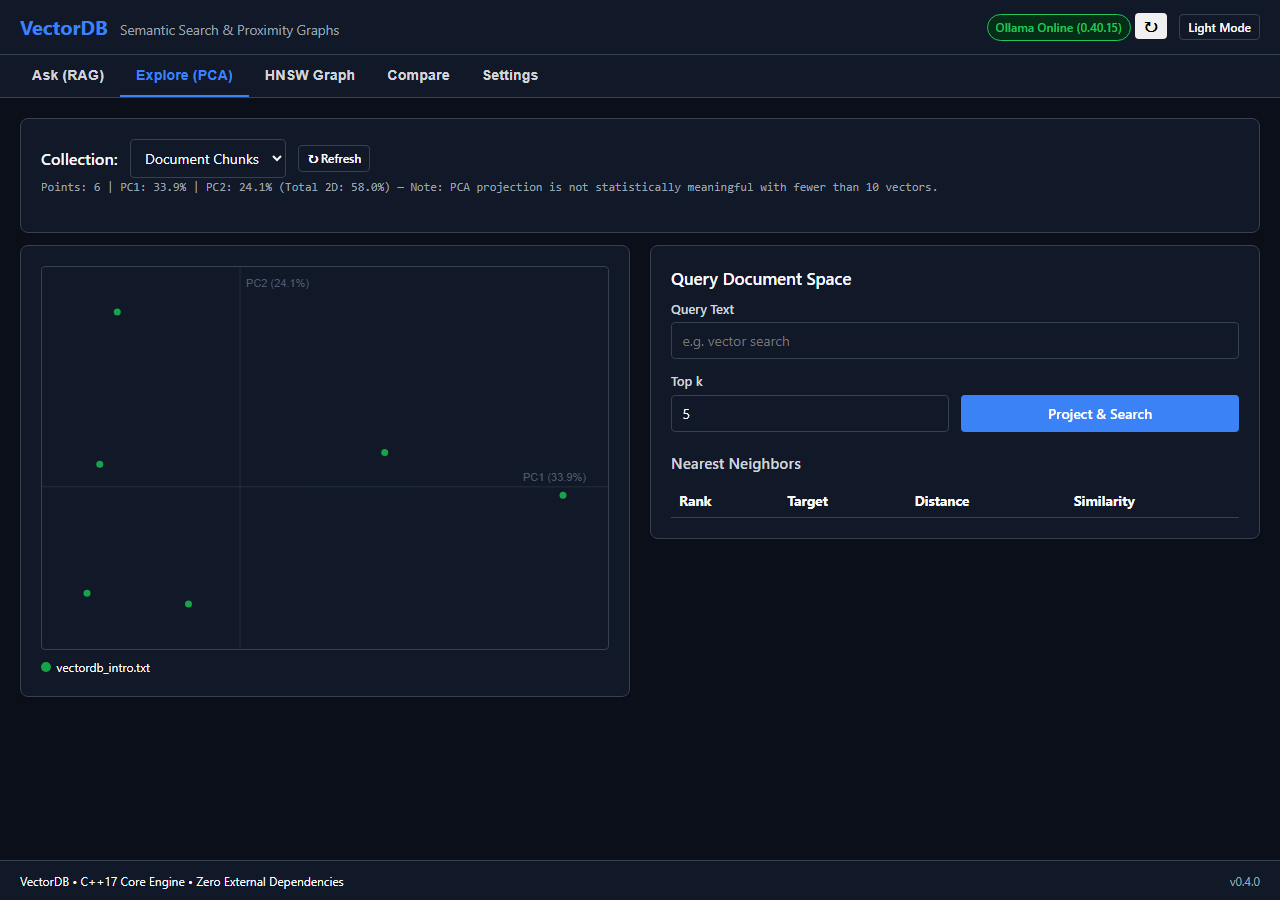 VectorDB Semantic Search & Proximity Graphs
Ollama Online (0.40.15) ↻ Light Mode
Ask (RAG) Explore (PCA) HNSW Graph Compare Settings
Collection: Document Chunks ↻ Refresh
Points: 6 | PC1: 33.9% | PC2: 24.1% (Total 2D: 58.0%) — Note: PCA projection is not statistically meaningful with fewer than 10 vectors.
PC2 (24.1%)
PC1 (33.9%)
vectordb_intro.txt
Query Document Space
Query Text
e.g. vector search
Top k
5 Project & Search
Nearest Neighbors
Rank Target Distance Similarity
VectorDB • C++17 Core Engine • Zero External Dependencies
v0.4.0